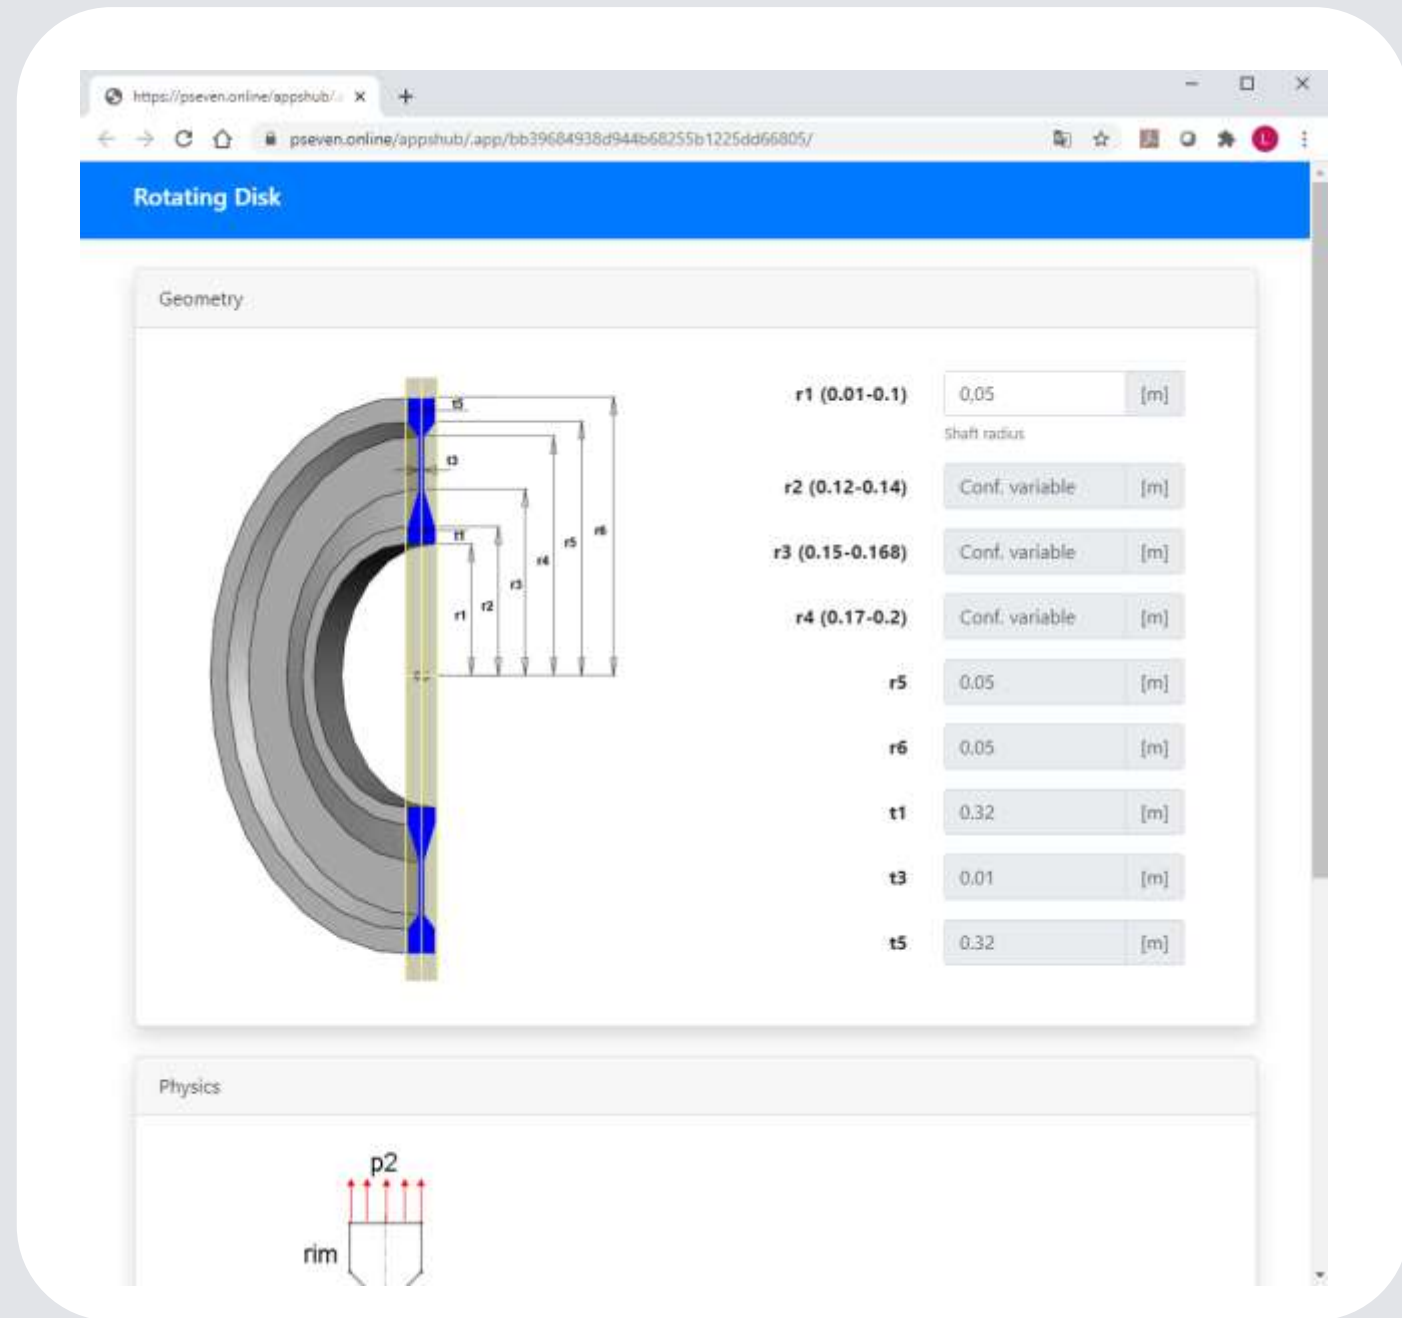 https://pseven.online/appshub/.a
pseven.online/appshub/.app/bb39684938d944b68255b1225dd66805/
L
Rotating Disk
Geometry
t5
t3
t1
r1
r2
r3
r4
r5
r6
r1 (0.01-0.1) 0,05 [m]
Shaft radius
r2 (0.12-0.14) Conf. variable [m]
r3 (0.15-0.168) Conf. variable [m]
r4 (0.17-0.2) Conf. variable [m]
r5 0.05 [m]
r6 0.05 [m]
t1 0.32 [m]
t3 0.01 [m]
t5 0.32 [m]
Physics
p2
rim